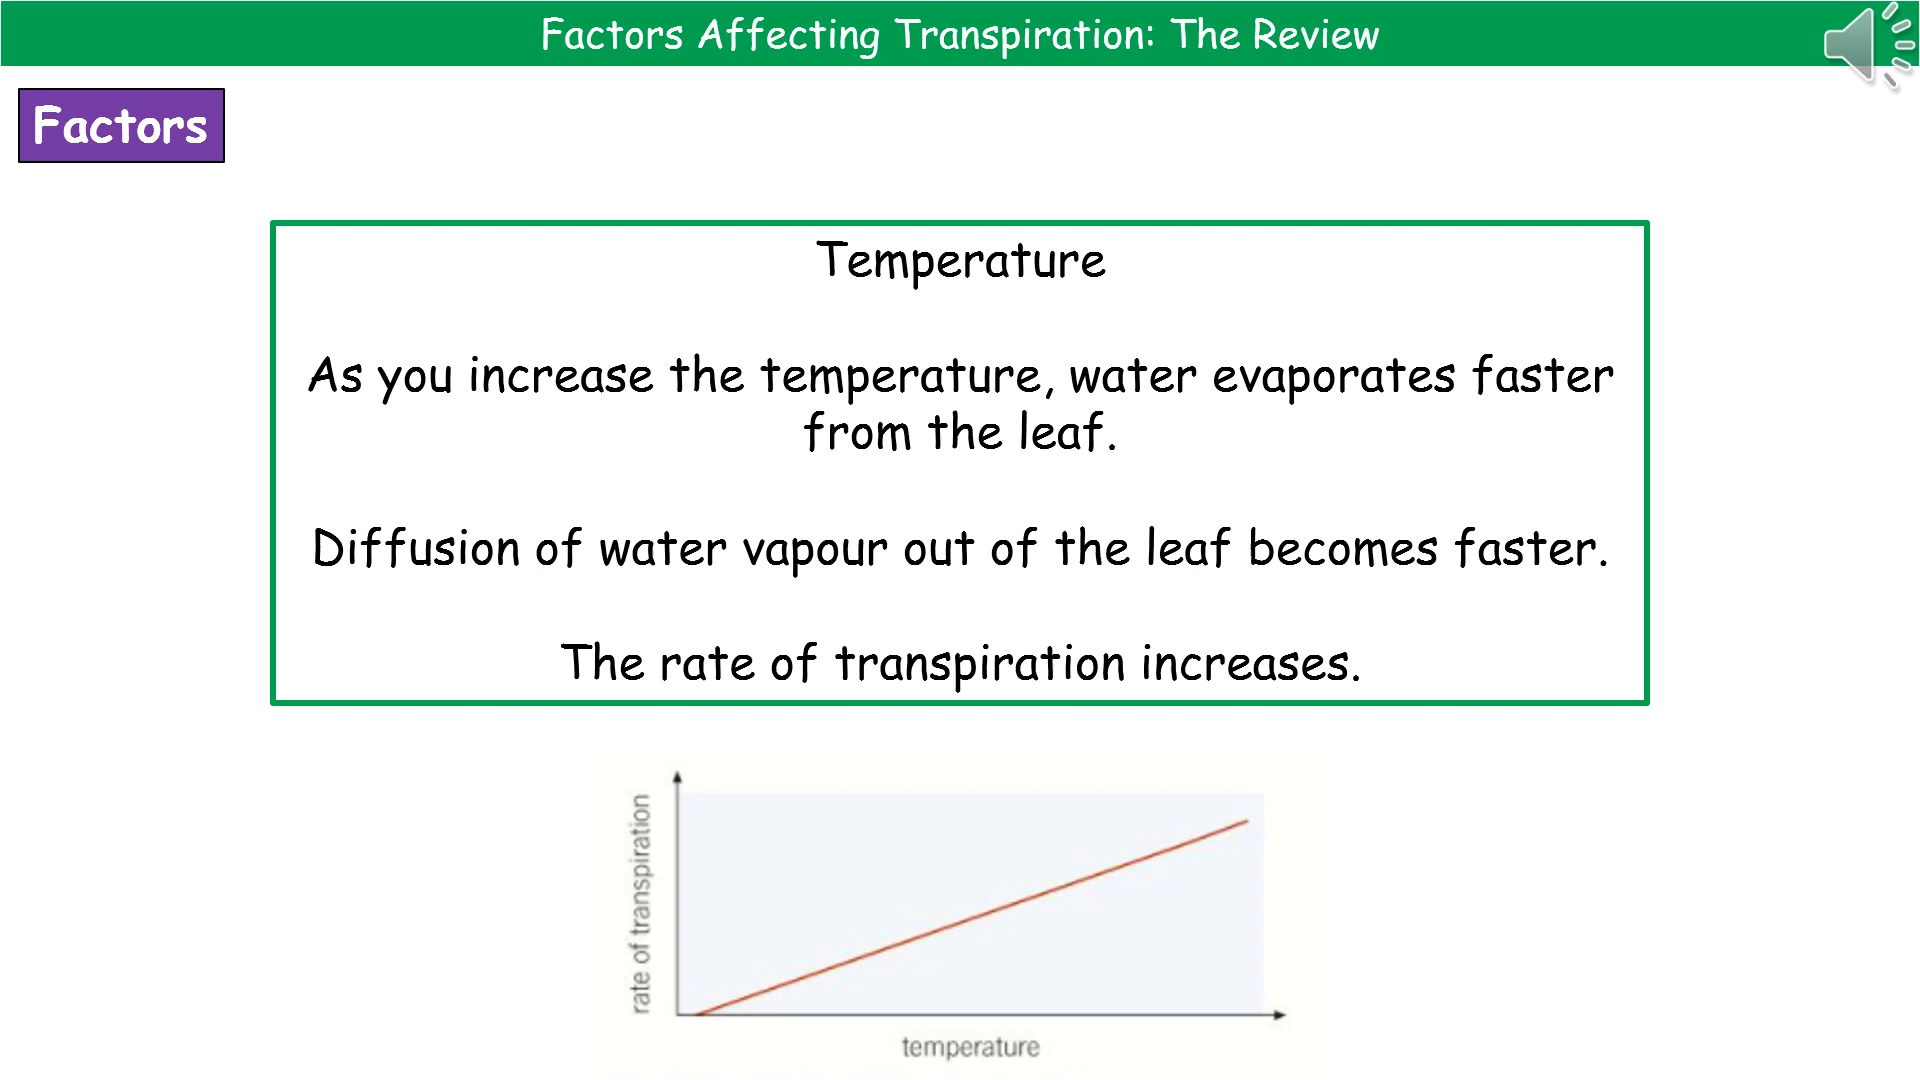 Factors Affecting Transpiration: The Review
Factors
Temperature
As you increase the temperature, water evaporates faster
from the leaf.
Diffusion of water vapour out of the leaf becomes faster.
The rate of transpiration increases.
rate of transpiration
temperature